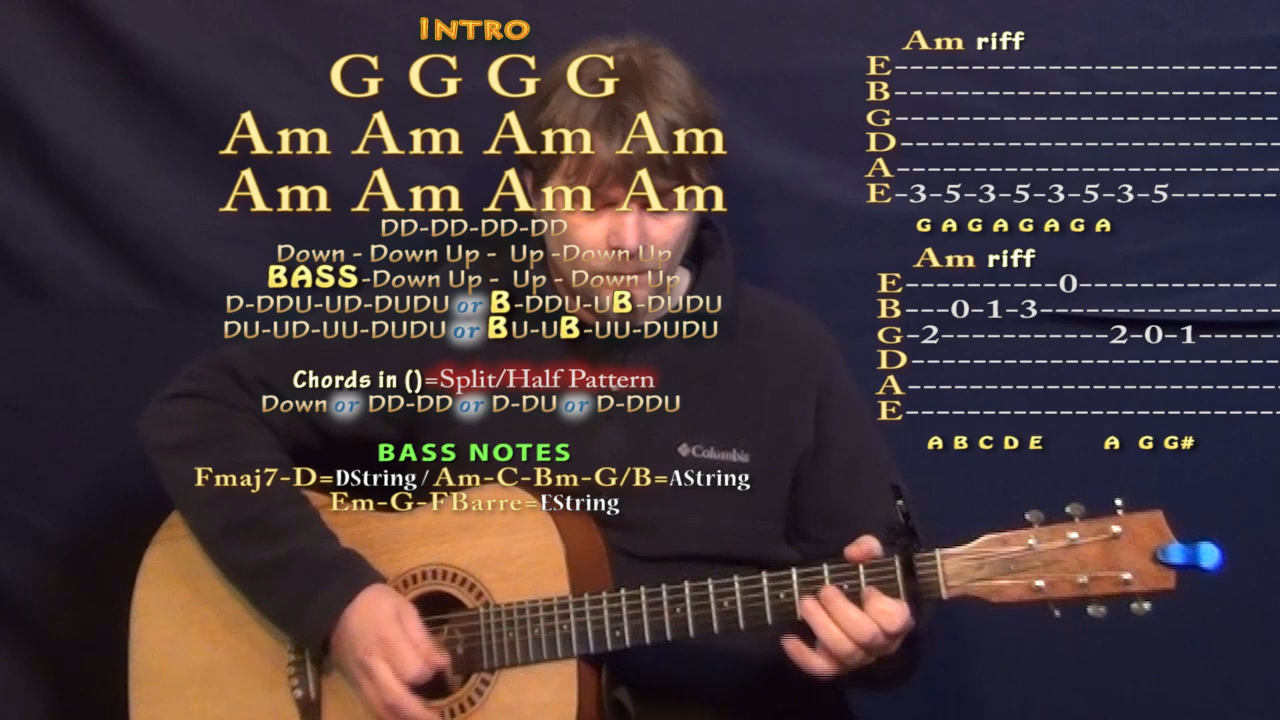 Intro
G G G G
Am Am Am Am
Am Am Am Am
DD-DD-DD-DD
Down - Down Up - Up -Down Up
BASS-Down Up - Up - Down Up
D-DDU-UD-DUDU or B-DDU-UB-DUDU
DU-UD-UU-DUDU or BU-UB-UU-DUDU
Chords in ()=Split/Half Pattern
Down or DD-DD or D-DU or D-DDU
BASS NOTES
Fmaj7-D=DString / Am-C-Bm-G/B=AString
Em-G-FBarre=EString
Am riff
E------------------------------
B------------------------------
G------------------------------
D------------------------------
A------------------------------
E-3-5-3-5-3-5-3-5--------
G A G A G A G A
Am riff
E-----------0---------------
B---0-1-3------------------
G-2------------2-0-1------
D---------------------------
A---------------------------
E---------------------------
A B C D E A G G#
Columbia